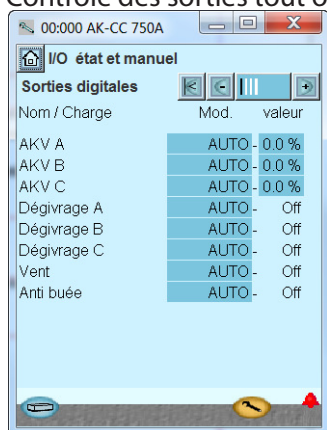 Contrôle des sorties tout o
00:000 AK-CC 750A
I/O état et manuel
Sorties digitales
Nom / Charge Mod. valeur
AKV A AUTO - 0.0 %
AKV B AUTO - 0.0 %
AKV C AUTO - 0.0 %
Dégivrage A AUTO - Off
Dégivrage B AUTO - Off
Dégivrage C AUTO - Off
Vent AUTO - Off
Anti buée AUTO - Off